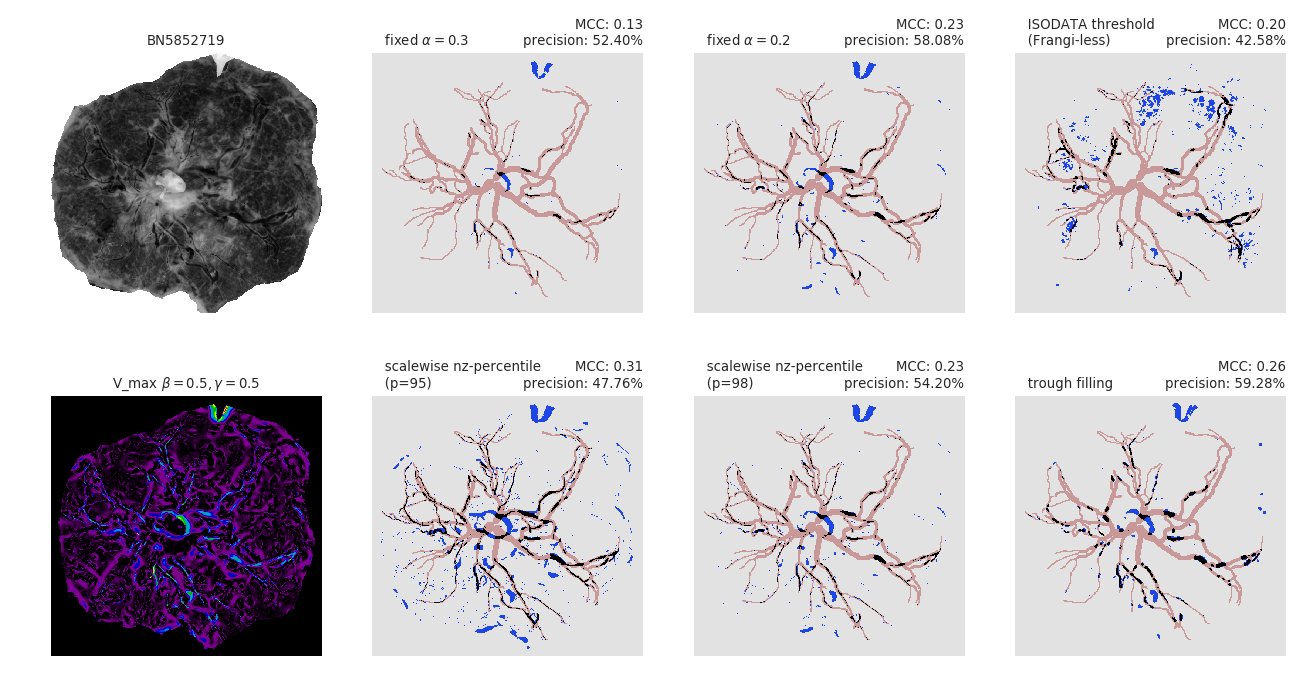 BN5852719
fixed α = 0.3
MCC: 0.13
precision: 52.40%
fixed α = 0.2
MCC: 0.23
precision: 58.08%
ISODATA threshold
(Frangi-less)
MCC: 0.20
precision: 42.58%
V_max β = 0.5, γ = 0.5
scalewise nz-percentile
(p=95)
MCC: 0.31
precision: 47.76%
scalewise nz-percentile
(p=98)
MCC: 0.23
precision: 54.20%
trough filling
MCC: 0.26
precision: 59.28%